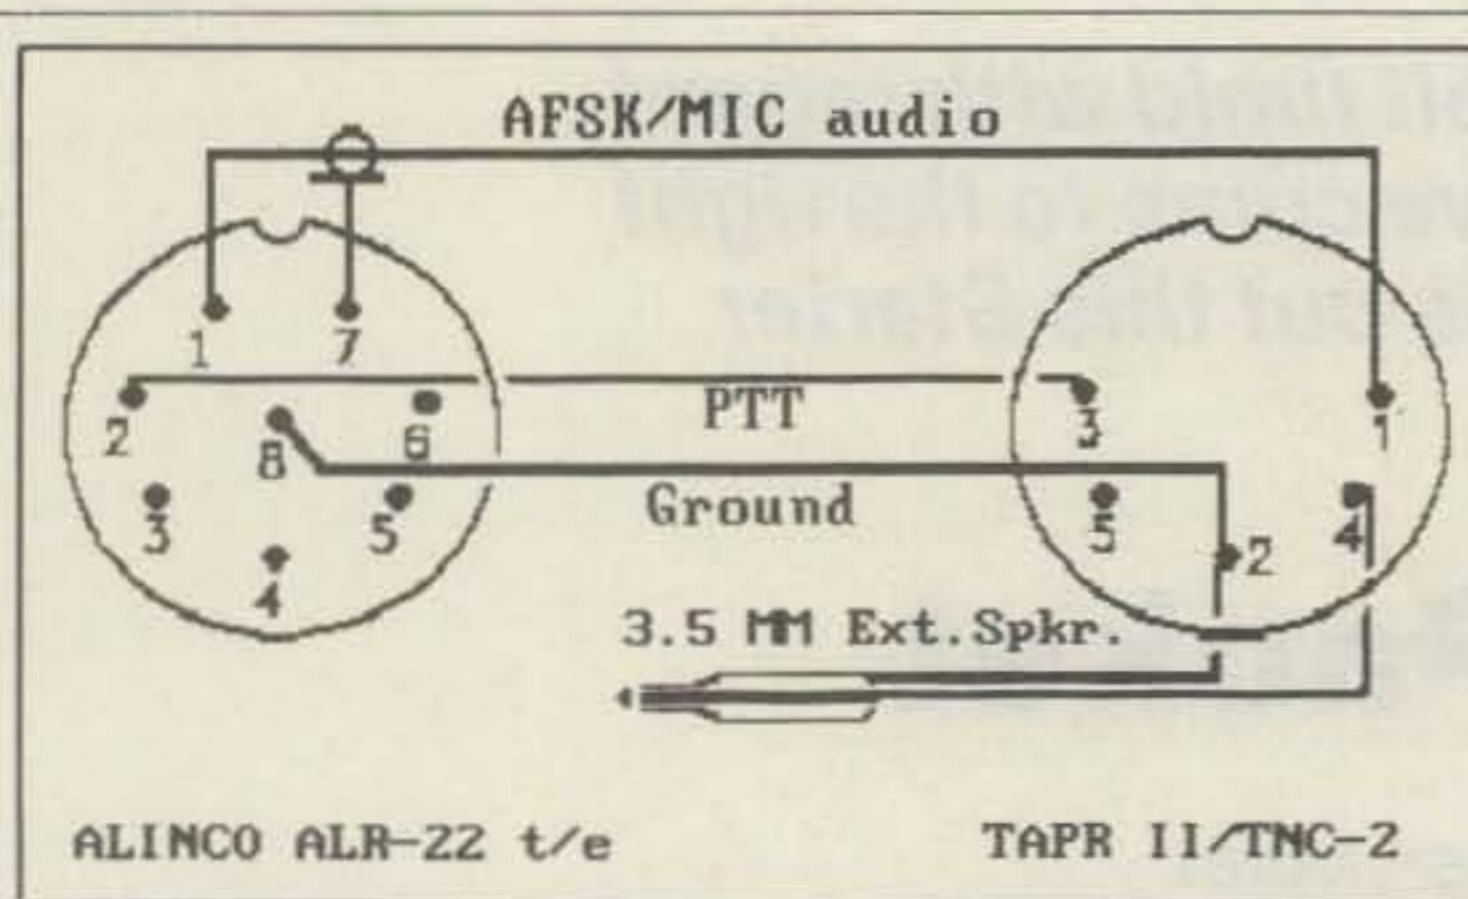 AFSK/MIC audio
1
7
2
PTT
6
8
3
1
Ground
3
5
5
4
4
2
3.5 MM Ext.Spkr.
ALINCO ALR-22 t/e
TAPR II/TNC-2